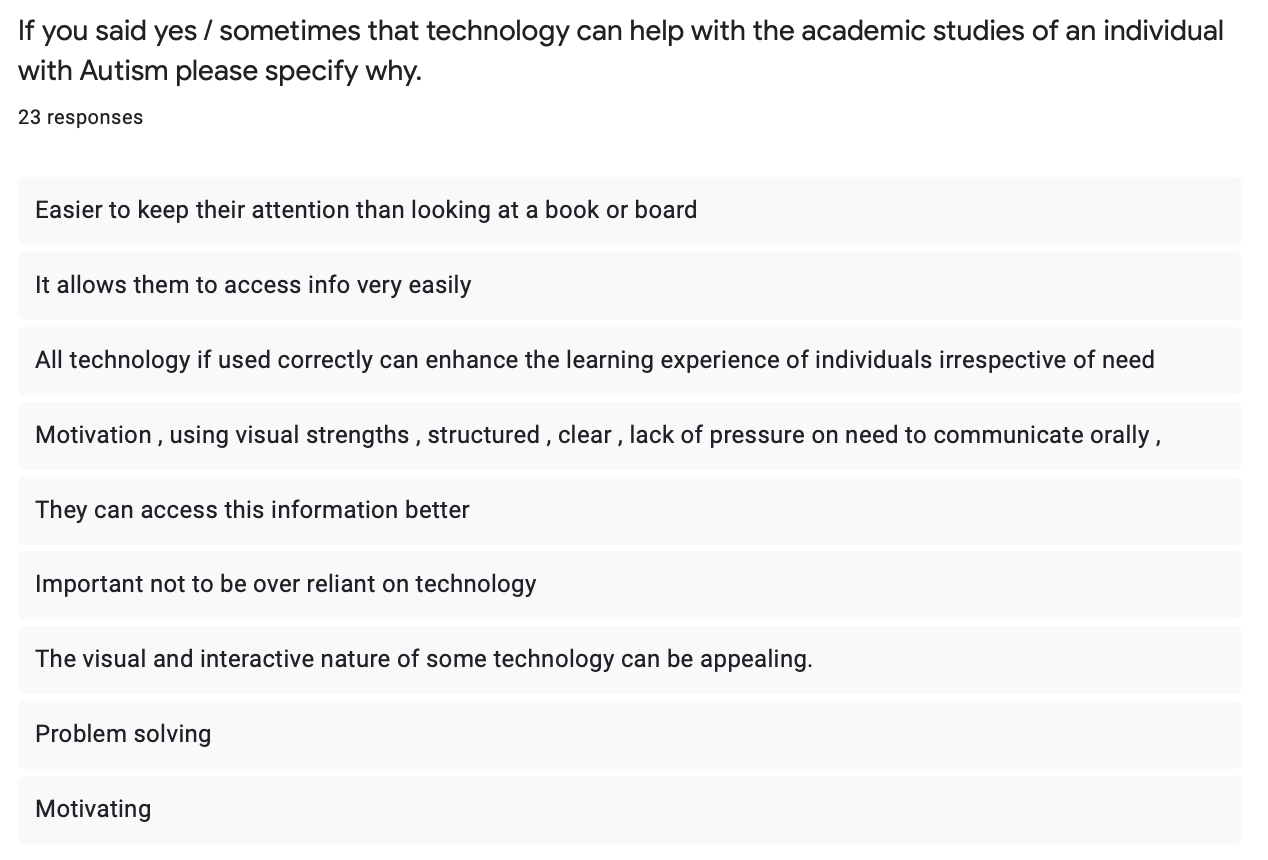 If you said yes / sometimes that technology can help with the academic studies of an individual
with Autism please specify why.
23 responses
Easier to keep their attention than looking at a book or board
It allows them to access info very easily
All technology if used correctly can enhance the learning experience of individuals irrespective of need
Motivation , using visual strengths , structured , clear , lack of pressure on need to communicate orally ,
They can access this information better
Important not to be over reliant on technology
The visual and interactive nature of some technology can be appealing.
Problem solving
Motivating